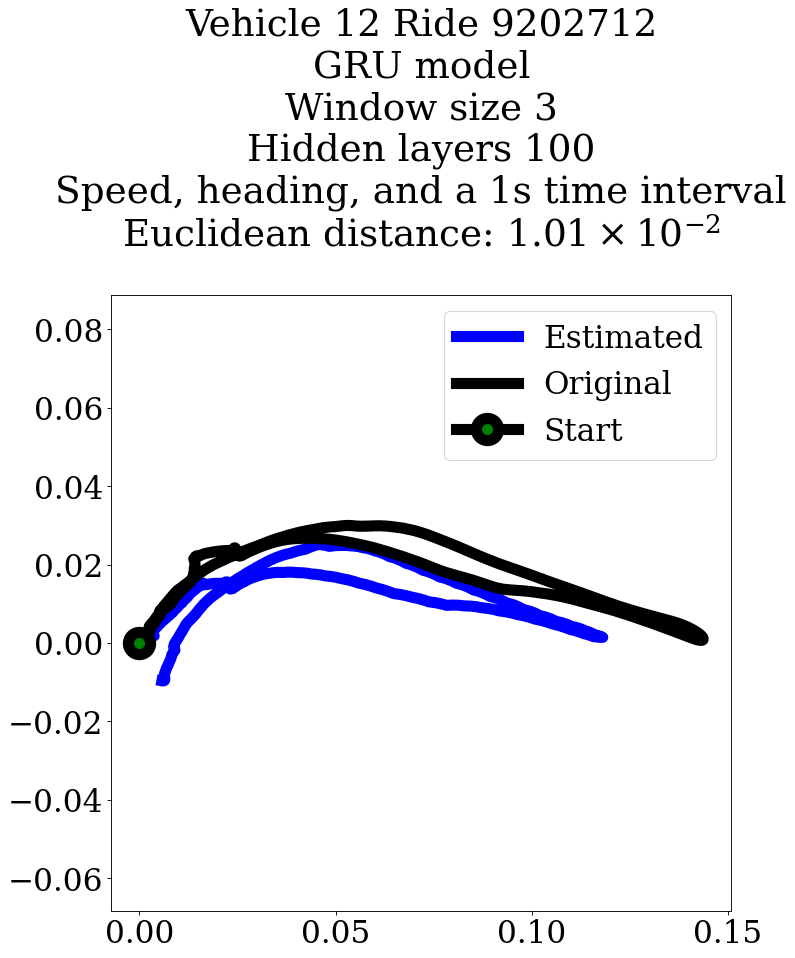 Vehicle 12 Ride 9202712
GRU model
Window size 3
Hidden layers 100
Speed, heading, and a 1s time interval
Euclidean distance: 1.01 × 10⁻²
Estimated
Original
Start
0.08
0.06
0.04
0.02
0.00
−0.02
−0.04
−0.06
0.00 0.05 0.10 0.15